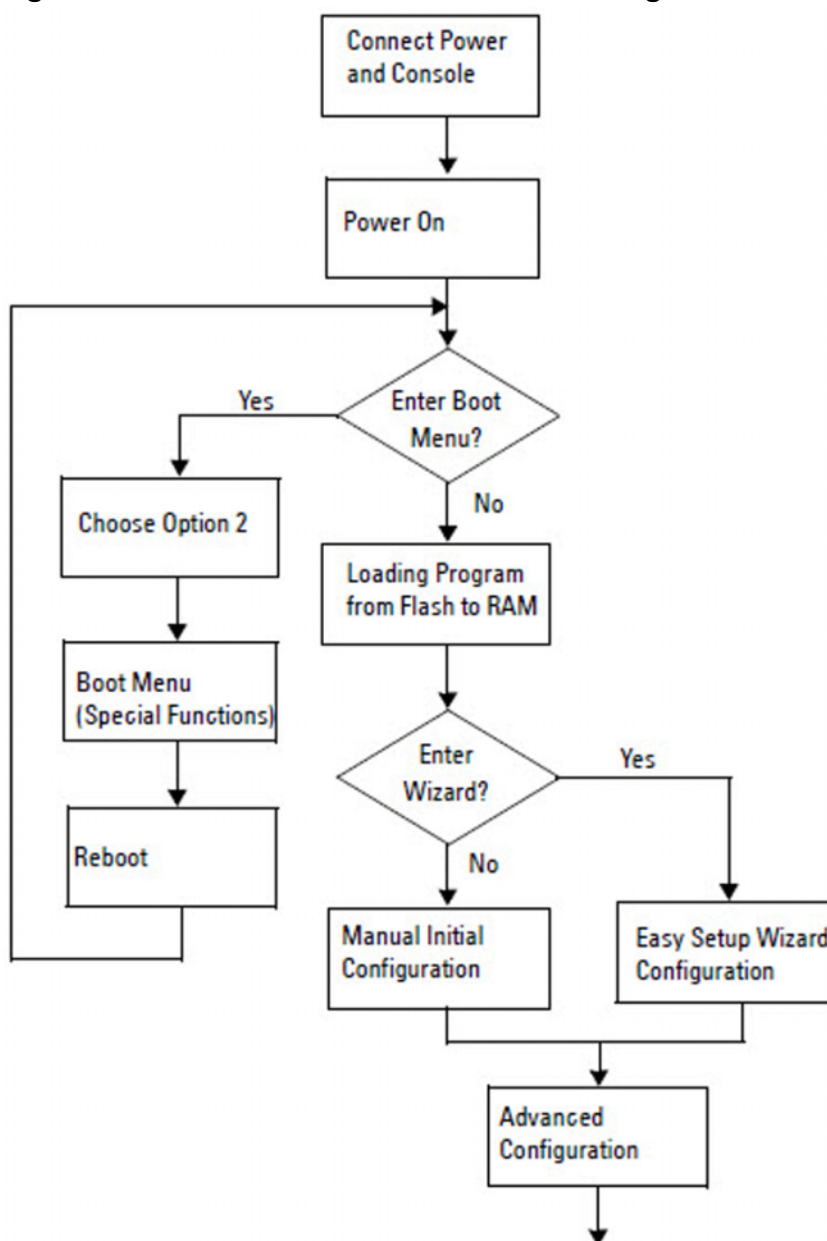 Connect Power
and Console
Power On
Enter Boot
Menu?
Yes
No
Choose Option 2
Loading Program
from Flash to RAM
Boot Menu
(Special Functions)
Enter
Wizard?
Yes
No
Reboot
Manual Initial
Configuration
Easy Setup Wizard
Configuration
Advanced
Configuration